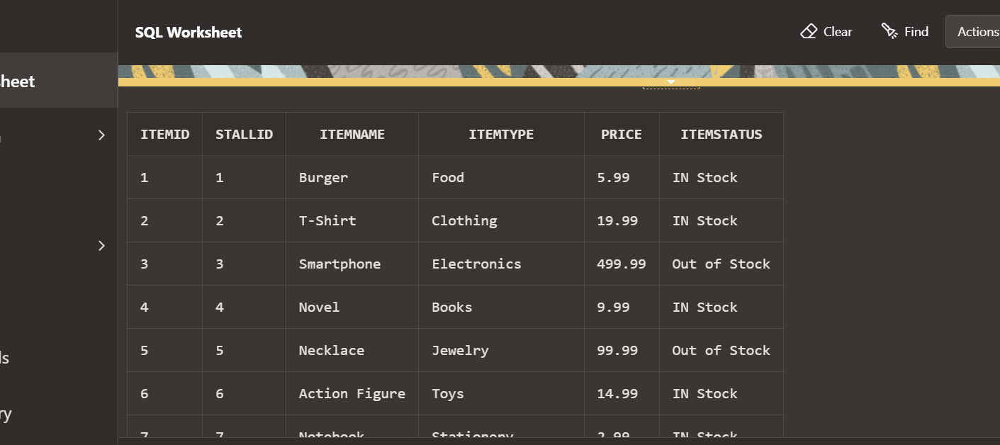 SQL Worksheet Clear Find Actions
heet
ITEMID STALLID ITEMNAME ITEMTYPE PRICE ITEMSTATUS
1 1 Burger Food 5.99 IN Stock
2 2 T-Shirt Clothing 19.99 IN Stock
3 3 Smartphone Electronics 499.99 Out of Stock
4 4 Novel Books 9.99 IN Stock
5 5 Necklace Jewelry 99.99 Out of Stock
6 6 Action Figure Toys 14.99 IN Stock
7 7 Notebook Stationery 2.99 IN Stock
ls
ry